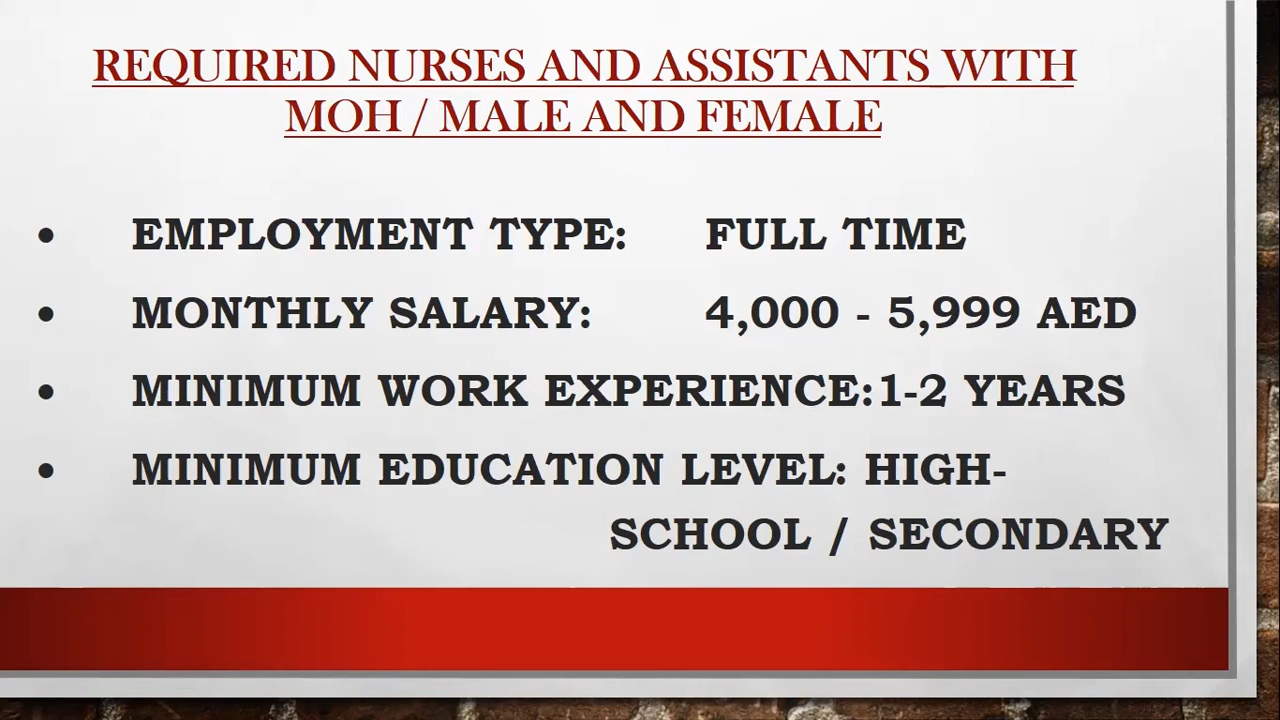 REQUIRED NURSES AND ASSISTANTS WITH
MOH / MALE AND FEMALE
• EMPLOYMENT TYPE: FULL TIME
• MONTHLY SALARY: 4,000 - 5,999 AED
• MINIMUM WORK EXPERIENCE:1-2 YEARS
• MINIMUM EDUCATION LEVEL: HIGH-
SCHOOL / SECONDARY